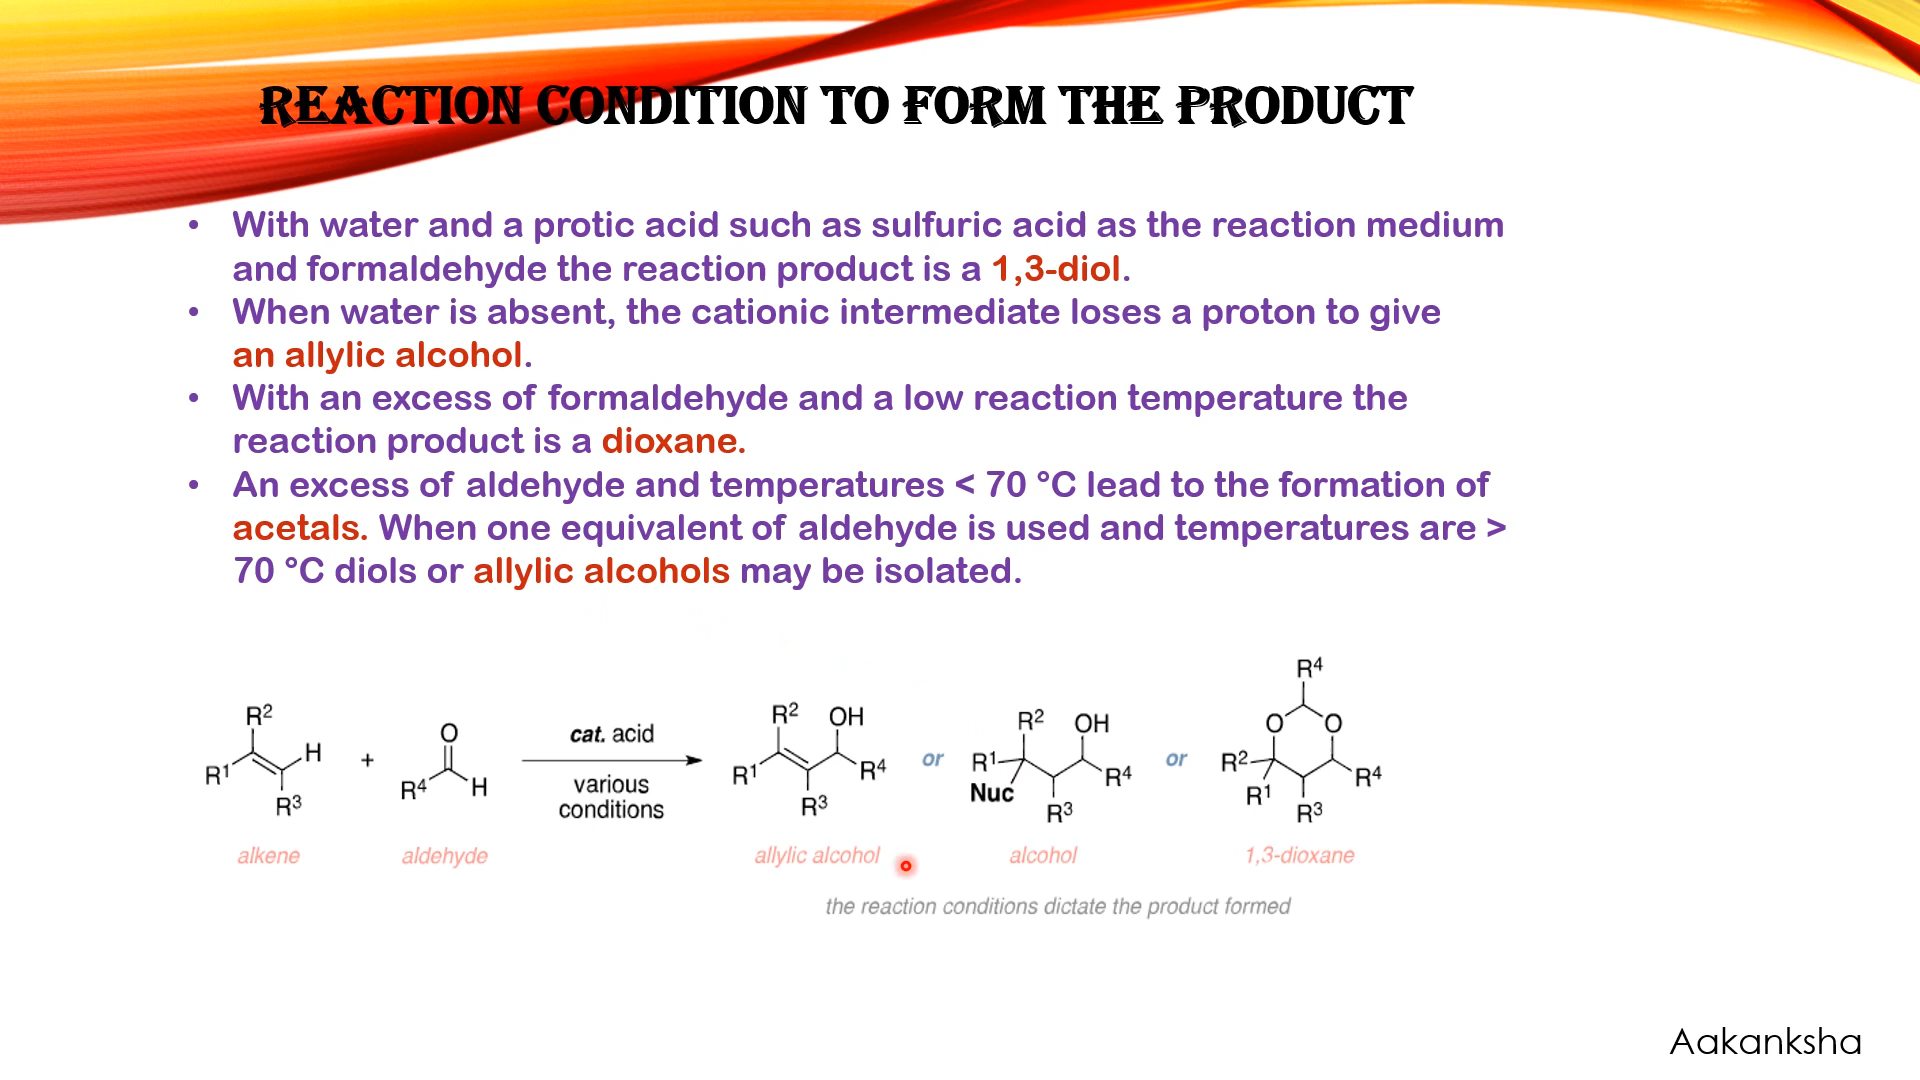 REACTION CONDITION TO FORM THE PRODUCT
• With water and a protic acid such as sulfuric acid as the reaction medium
and formaldehyde the reaction product is a 1,3-diol.
• When water is absent, the cationic intermediate loses a proton to give
an allylic alcohol.
• With an excess of formaldehyde and a low reaction temperature the
reaction product is a dioxane.
• An excess of aldehyde and temperatures < 70 °C lead to the formation of
acetals. When one equivalent of aldehyde is used and temperatures are >
70 °C diols or allylic alcohols may be isolated.
R² H R¹ R³
+
O R⁴ H
cat. acid
various
conditions
R² OH R¹ R⁴ R³
or
R² OH R¹ R⁴ Nuc R³
or
R⁴ O O R² R⁴ R¹ R³
alkene aldehyde allylic alcohol alcohol 1,3-dioxane
the reaction conditions dictate the product formed
Aakanksha